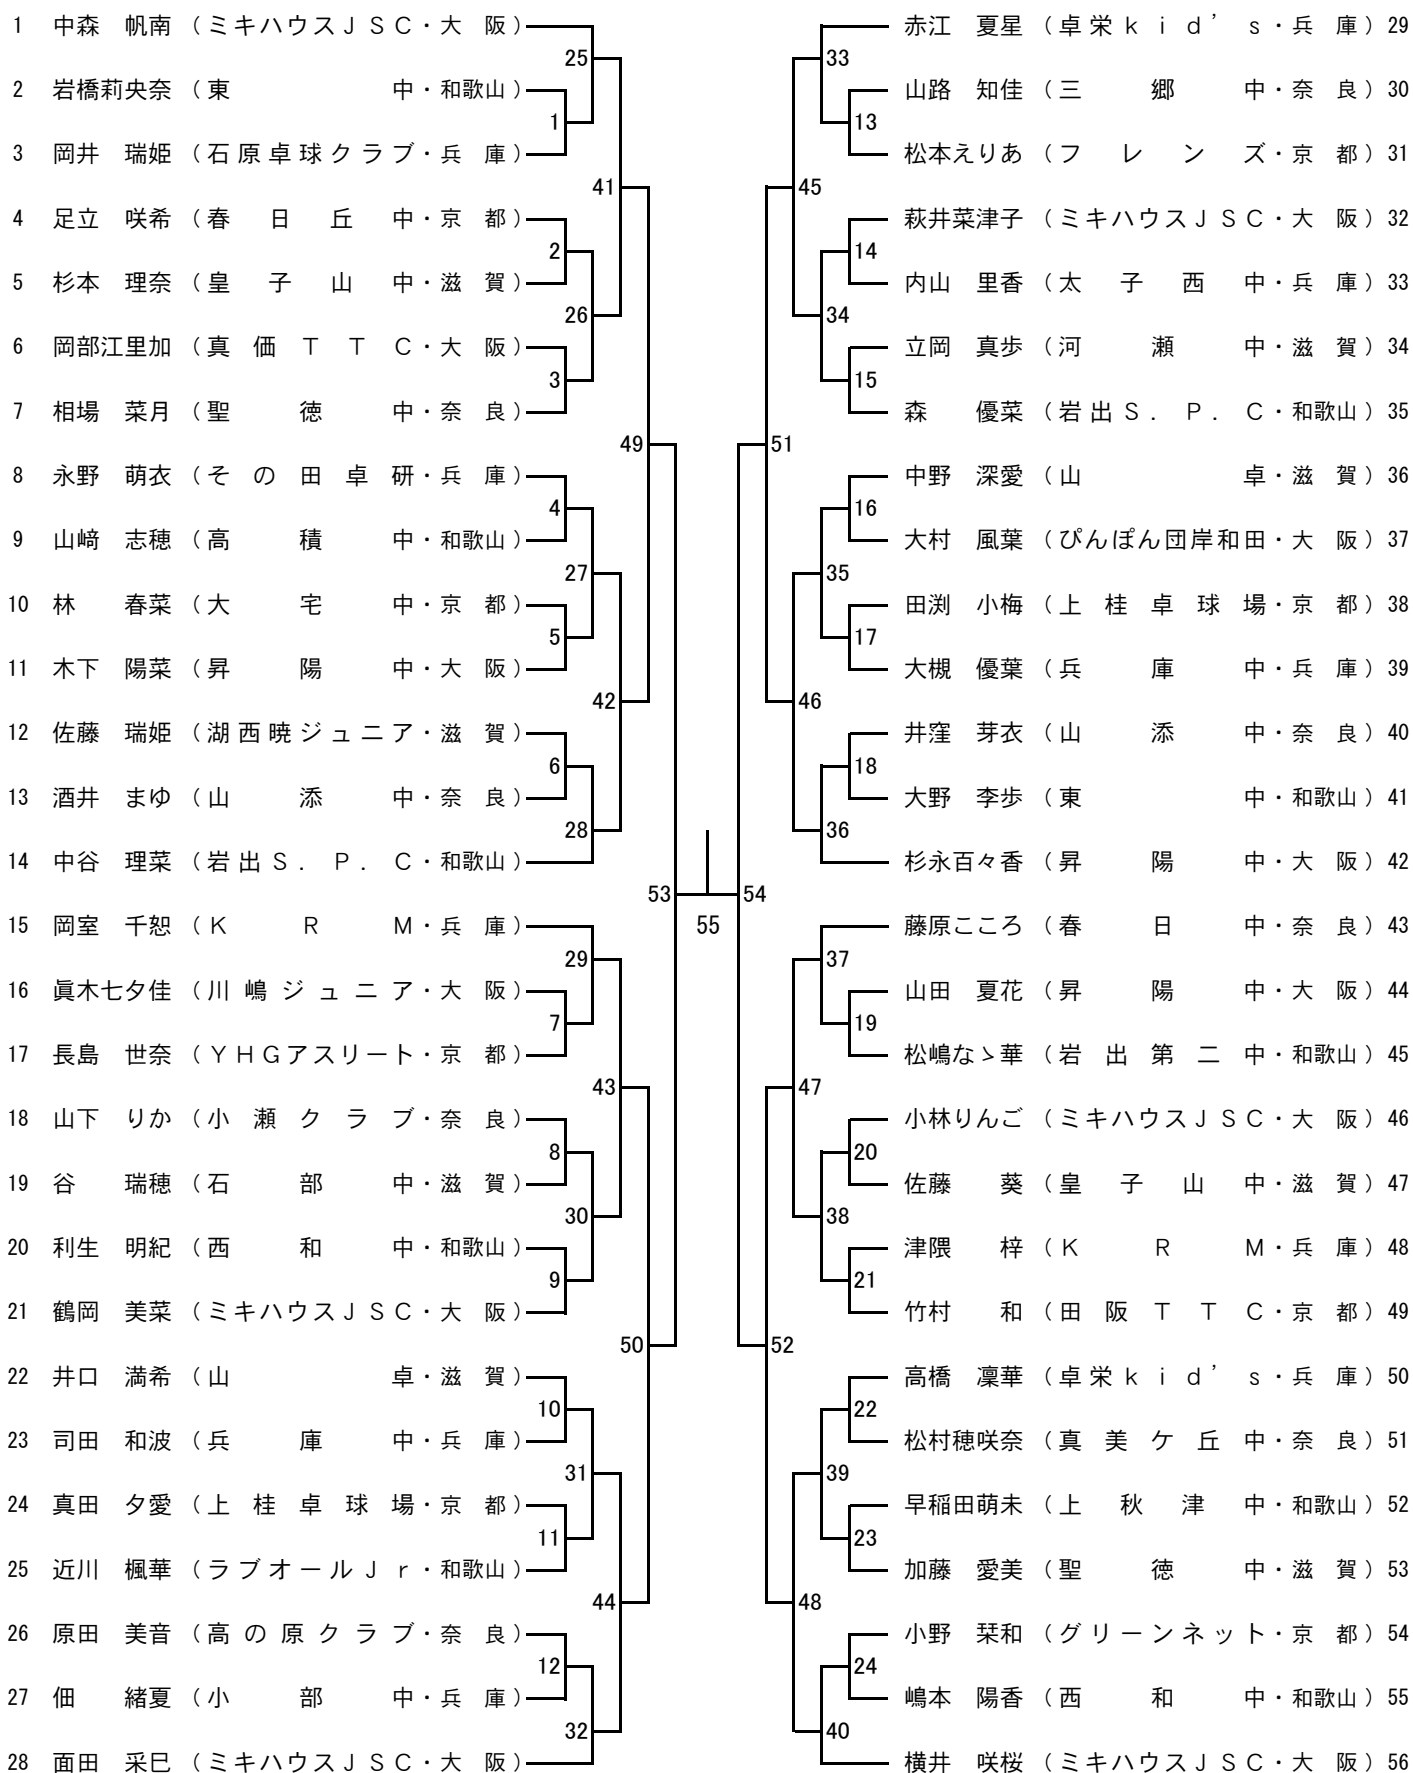 1 中森 帆南 (ミキハウスJSC・大 阪)
2 岩橋莉央奈 (東 中・和歌山)
3 岡井 瑞姫 (石原卓球クラブ・兵 庫)
4 足立 咲希 (春 日 丘 中・京 都)
5 杉本 理奈 (皇 子 山 中・滋 賀)
6 岡部江里加 (真 価 T T C・大 阪)
7 相場 菜月 (聖 徳 中・奈 良)
8 永野 萌衣 (そ の 田 卓 研・兵 庫)
9 山﨑 志穂 (高 積 中・和歌山)
10 林 春菜 (大 宅 中・京 都)
11 木下 陽菜 (昇 陽 中・大 阪)
12 佐藤 瑞姫 (湖西暁ジュニア・滋 賀)
13 酒井 まゆ (山 添 中・奈 良)
14 中谷 理菜 (岩出S.P.C・和歌山)
15 岡室 千恕 (K R M・兵 庫)
16 眞木七夕佳 (川嶋ジュニア・大 阪)
17 長島 世奈 (YHGアスリート・京 都)
18 山下 りか (小瀬クラブ・奈 良)
19 谷 瑞穂 (石 部 中・滋 賀)
20 利生 明紀 (西 和 中・和歌山)
21 鶴岡 美菜 (ミキハウスJSC・大 阪)
22 井口 満希 (山 卓・滋 賀)
23 司田 和波 (兵 庫 中・兵 庫)
24 真田 夕愛 (上 桂 卓 球 場・京 都)
25 近川 楓華 (ラブオールJr・和歌山)
26 原田 美音 (高の原クラブ・奈 良)
27 佃 緒夏 (小 部 中・兵 庫)
28 面田 采巳 (ミキハウスJSC・大 阪)
25
1
41
2
26
3
49
4
27
5
42
6
28
53
29
7
43
8
30
9
50
10
31
11
44
12
32
55
54
33
13
45
14
34
15
51
16
35
17
46
18
36
37
19
47
20
38
21
52
22
39
23
48
24
40
赤江 夏星 (卓栄kid’s・兵 庫) 29
山路 知佳 (三 郷 中・奈 良) 30
松本えりあ (フ レ ン ズ・京 都) 31
萩井菜津子 (ミキハウスJSC・大 阪) 32
内山 里香 (太 子 西 中・兵 庫) 33
立岡 真歩 (河 瀬 中・滋 賀) 34
森 優菜 (岩出S.P.C・和歌山) 35
中野 深愛 (山 卓・滋 賀) 36
大村 風葉 (ぴんぽん団岸和田・大 阪) 37
田渕 小梅 (上 桂 卓 球 場・京 都) 38
大槻 優葉 (兵 庫 中・兵 庫) 39
井窪 芽衣 (山 添 中・奈 良) 40
大野 李歩 (東 中・和歌山) 41
杉永百々香 (昇 陽 中・大 阪) 42
藤原こころ (春 日 中・奈 良) 43
山田 夏花 (昇 陽 中・大 阪) 44
松嶋なゝ華 (岩 出 第 二 中・和歌山) 45
小林りんご (ミキハウスJSC・大 阪) 46
佐藤 葵 (皇 子 山 中・滋 賀) 47
津隈 梓 (K R M・兵 庫) 48
竹村 和 (田 阪 T T C・京 都) 49
高橋 凜華 (卓栄kid’s・兵 庫) 50
松村穂咲奈 (真 美 ケ 丘 中・奈 良) 51
早稲田萌未 (上 秋 津 中・和歌山) 52
加藤 愛美 (聖 徳 中・滋 賀) 53
小野 栞和 (グリーンネット・京 都) 54
嶋本 陽香 (西 和 中・和歌山) 55
横井 咲桜 (ミキハウスJSC・大 阪) 56